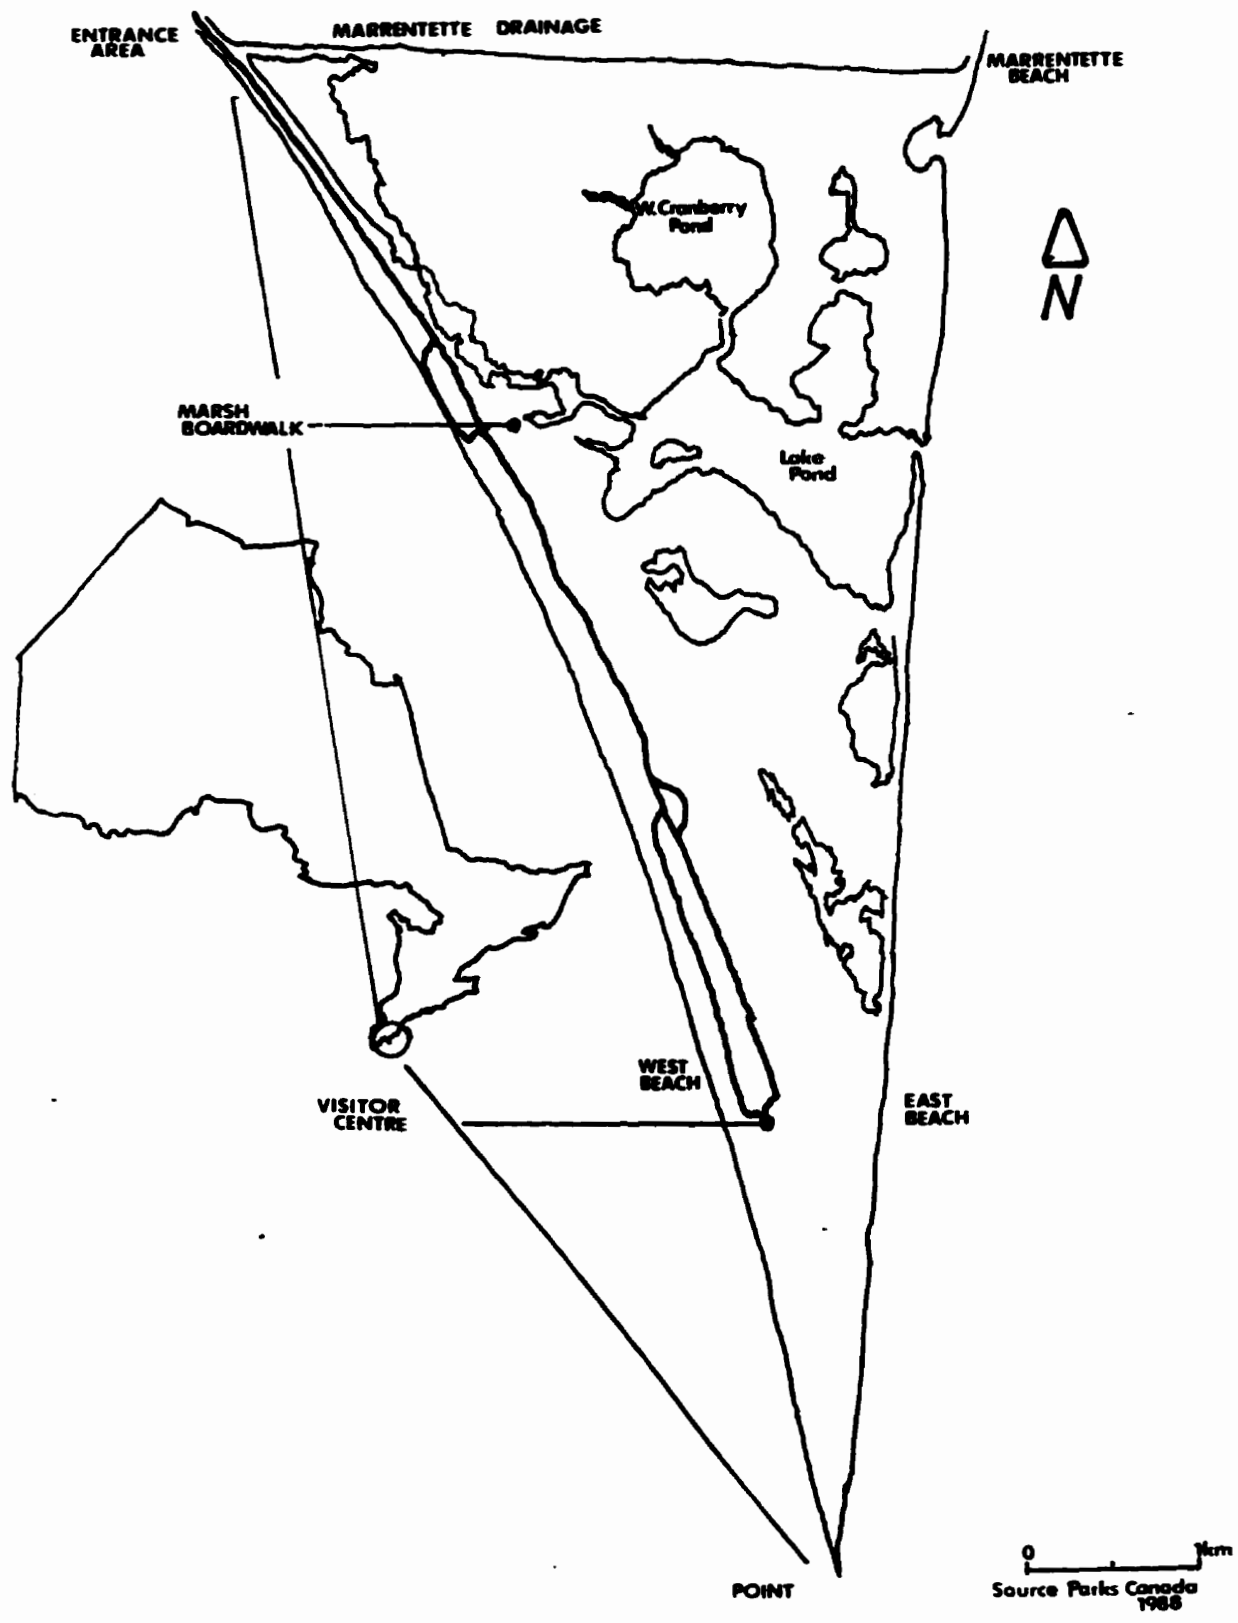 ENTRANCE
AREA
MARRENTETTE DRAINAGE
MARRENTETTE
BEACH
W.Cranberry
Pond
N
MARSH
BOARDWALK
Lake
Pond
WEST
BEACH
VISITOR
CENTRE
EAST
BEACH
0 1km
Source Parks Canada
1988
POINT